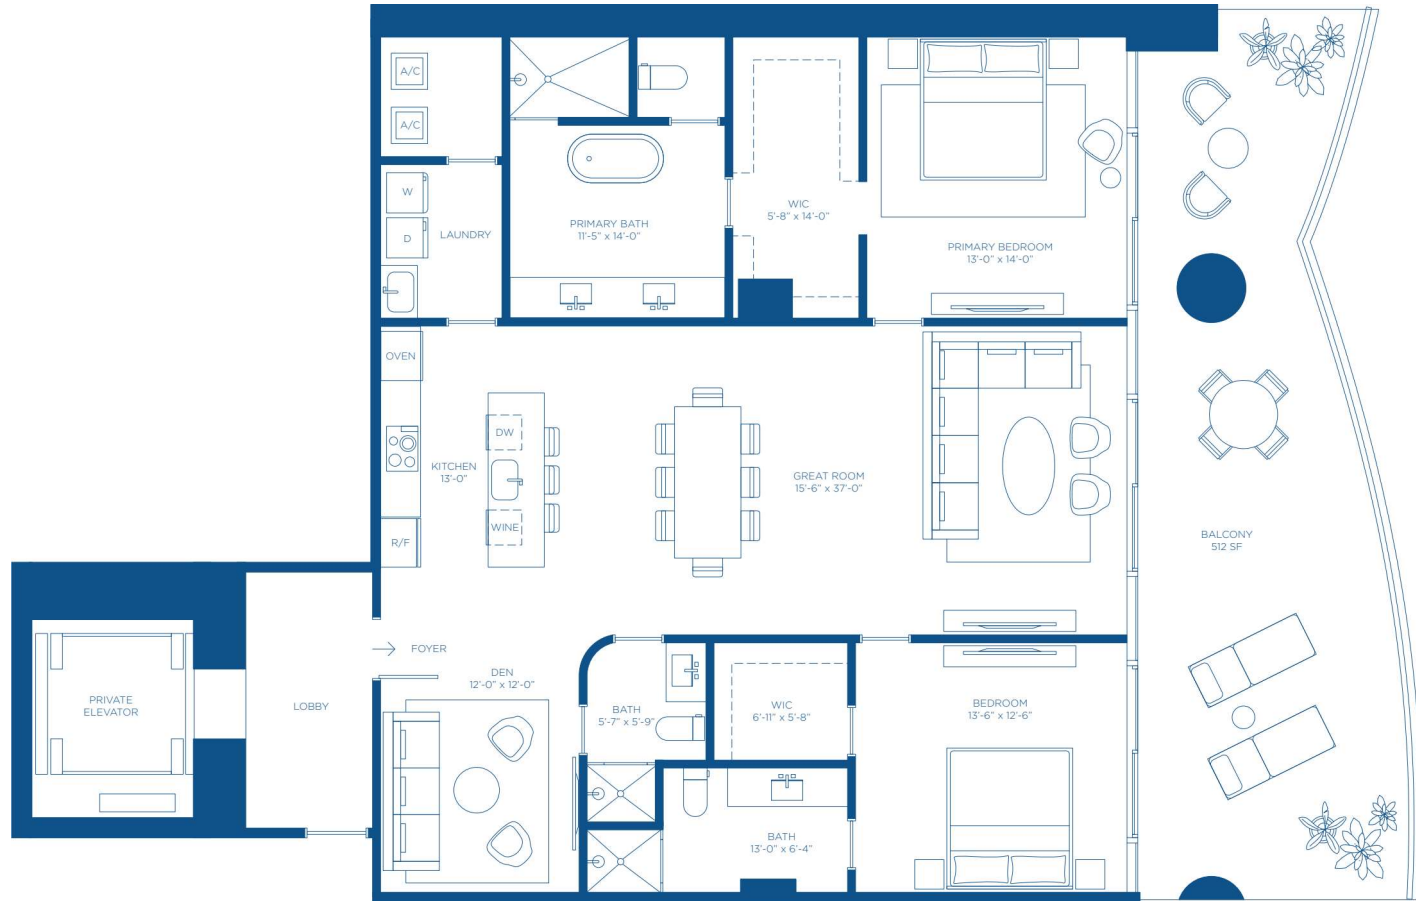 A/C
A/C
W
D
LAUNDRY
PRIMARY BATH
11'-5" x 14'-0"
WIC
5'-8" x 14'-0"
PRIMARY BEDROOM
13'-0" x 14'-0"
OVEN
DW
KITCHEN
13'-0"
WINE
R/F
GREAT ROOM
15'-6" x 37'-0"
BALCONY
512 SF
FOYER
DEN
12'-0" x 12'-0"
PRIVATE
ELEVATOR
LOBBY
BATH
5'-7" x 5'-9"
WIC
6'-11" x 5'-8"
BEDROOM
13'-6" x 12'-6"
BATH
13'-0" x 6'-4"